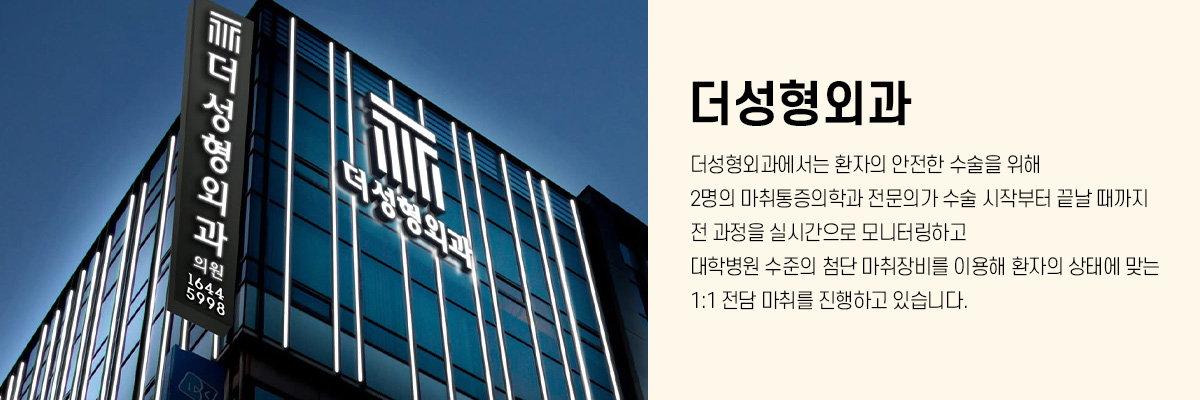 더성형외과
의원
1644
5998
더성형외과
더성형외과
더성형외과에서는 환자의 안전한 수술을 위해
2명의 마취통증의학과 전문의가 수술 시작부터 끝날 때까지
전 과정을 실시간으로 모니터링하고
대학병원 수준의 첨단 마취장비를 이용해 환자의 상태에 맞는
1:1 전담 마취를 진행하고 있습니다.